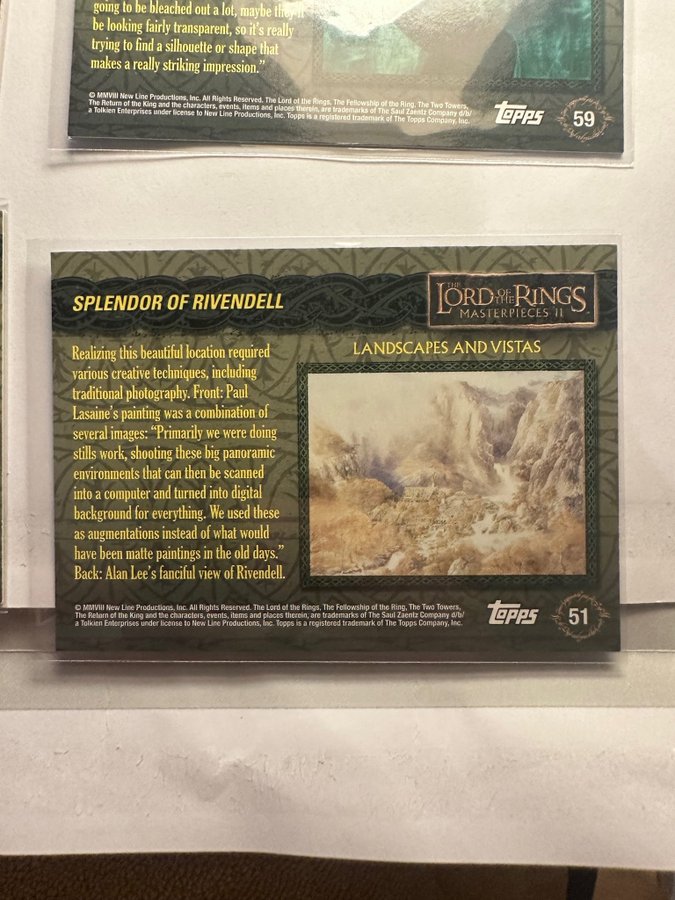 going to be bleached out a lot, maybe they'll
be looking fairly transparent, so it's really
trying to find a silhouette or shape that
makes a really striking impression."
© MMVIII New Line Productions, Inc. All Rights Reserved. The Lord of the Rings, The Fellowship of the Ring, The Two Towers,
The Return of the King and the characters, events, items and places therein, are trademarks of The Saul Zaentz Company d/b/
a Tolkien Enterprises under license to New Line Productions, Inc. Topps is a registered trademark of The Topps Company, Inc.
Topps
59
SPLENDOR OF RIVENDELL
THE
LORD OF THE RINGS
MASTERPIECES II
LANDSCAPES AND VISTAS
Realizing this beautiful location required
various creative techniques, including
traditional photography. Front: Paul
Lasaine's painting was a combination of
several images: "Primarily we were doing
stills work, shooting these big panoramic
environments that can then be scanned
into a computer and turned into digital
background for everything. We used these
as augmentations instead of what would
have been matte paintings in the old days."
Back: Alan Lee's fanciful view of Rivendell.
© MMVIII New Line Productions, Inc. All Rights Reserved. The Lord of the Rings, The Fellowship of the Ring, The Two Towers,
The Return of the King and the characters, events, items and places therein, are trademarks of The Saul Zaentz Company d/b/
a Tolkien Enterprises under license to New Line Productions, Inc. Topps is a registered trademark of The Topps Company, Inc.
Topps
51